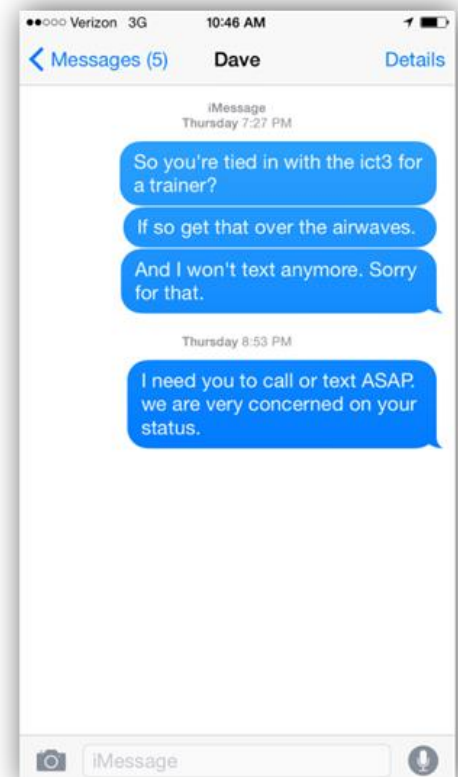 Verizon 3G 10:46 AM
Messages (5) Dave Details
iMessage
Thursday 7:27 PM
So you're tied in with the ict3 for
a trainer?
If so get that over the airwaves.
And I won't text anymore. Sorry
for that.
Thursday 8:53 PM
I need you to call or text ASAP.
we are very concerned on your
status.
iMessage